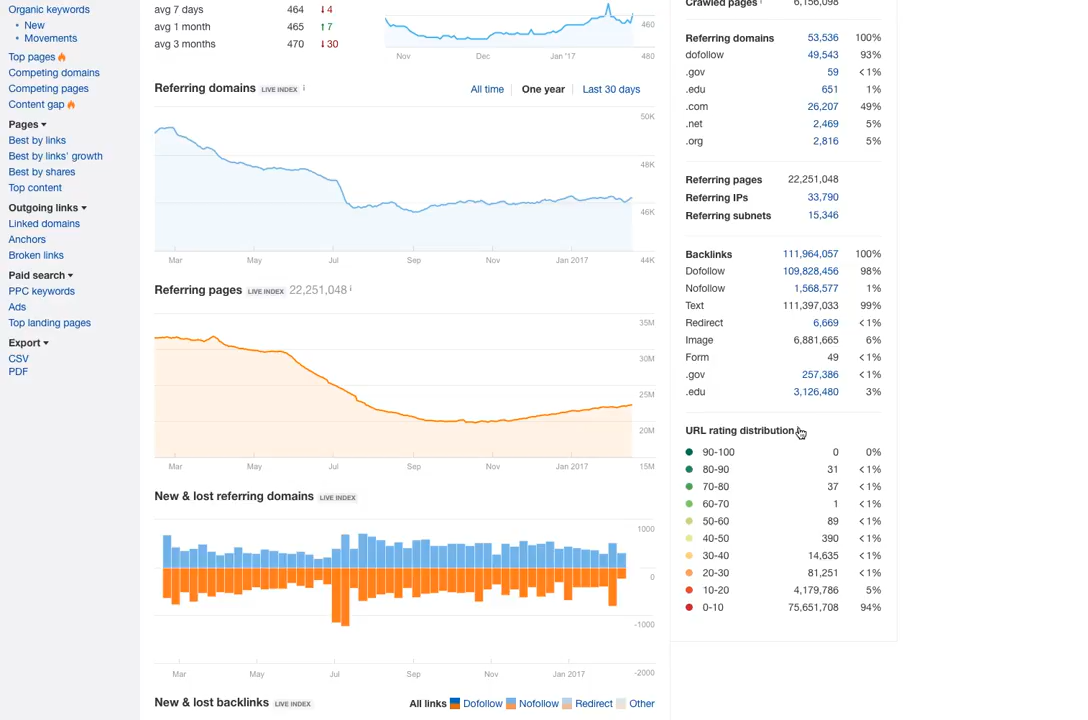 Organic keywords
• New
• Movements
Top pages
Competing domains
Competing pages
Content gap
Pages
Best by links
Best by links' growth
Best by shares
Top content
Outgoing links
Linked domains
Anchors
Broken links
Paid search
PPC keywords
Ads
Top landing pages
Export
CSV
PDF
avg 7 days 464 4
avg 1 month 465 7
avg 3 months 470 30
460
Nov Dec Jan '17 480
Referring domains LIVE INDEX i All time One year Last 30 days
50K
48K
46K
Mar May Jul Sep Nov Jan 2017 44K
Referring pages LIVE INDEX 22,251,048 i
35M
30M
25M
20M
Mar May Jul Sep Nov Jan 2017 15M
New & lost referring domains LIVE INDEX
1000
0
-1000
Mar May Jul Sep Nov Jan 2017 -2000
New & lost backlinks LIVE INDEX All links Dofollow Nofollow Redirect Other
Crawled pages i 6,156,098
Referring domains 53,536 100%
dofollow 49,543 93%
.gov 59 <1%
.edu 651 1%
.com 26,207 49%
.net 2,469 5%
.org 2,816 5%
Referring pages 22,251,048
Referring IPs 33,790
Referring subnets 15,346
Backlinks 111,964,057 100%
Dofollow 109,828,456 98%
Nofollow 1,568,577 1%
Text 111,397,033 99%
Redirect 6,669 <1%
Image 6,881,665 6%
Form 49 <1%
.gov 257,386 <1%
.edu 3,126,480 3%
URL rating distribution
90-100 0 0%
80-90 31 <1%
70-80 37 <1%
60-70 1 <1%
50-60 89 <1%
40-50 390 <1%
30-40 14,635 <1%
20-30 81,251 <1%
10-20 4,179,786 5%
0-10 75,651,708 94%